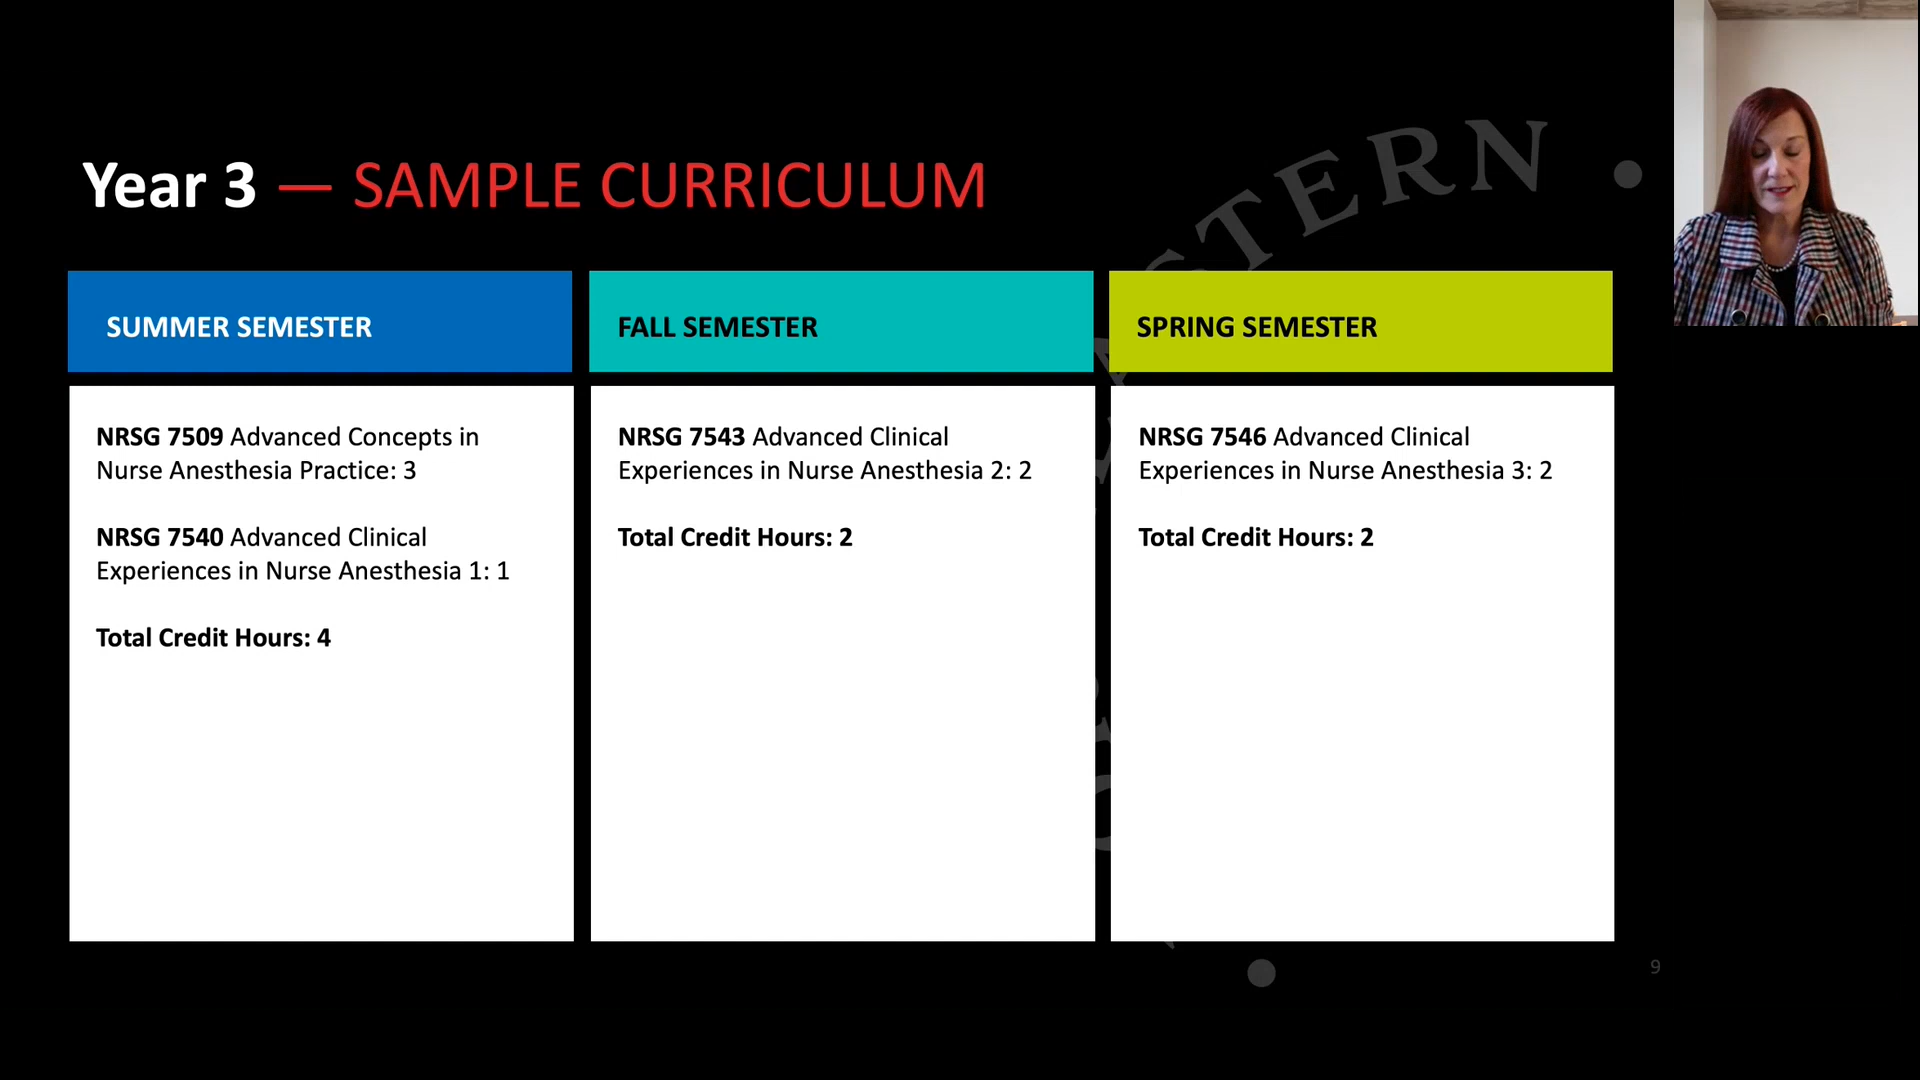 Year 3 — SAMPLE CURRICULUM
STERN
SUMMER SEMESTER
NRSG 7509 Advanced Concepts in
Nurse Anesthesia Practice: 3
NRSG 7540 Advanced Clinical
Experiences in Nurse Anesthesia 1: 1
Total Credit Hours: 4
FALL SEMESTER
NRSG 7543 Advanced Clinical
Experiences in Nurse Anesthesia 2: 2
Total Credit Hours: 2
SPRING SEMESTER
NRSG 7546 Advanced Clinical
Experiences in Nurse Anesthesia 3: 2
Total Credit Hours: 2
9